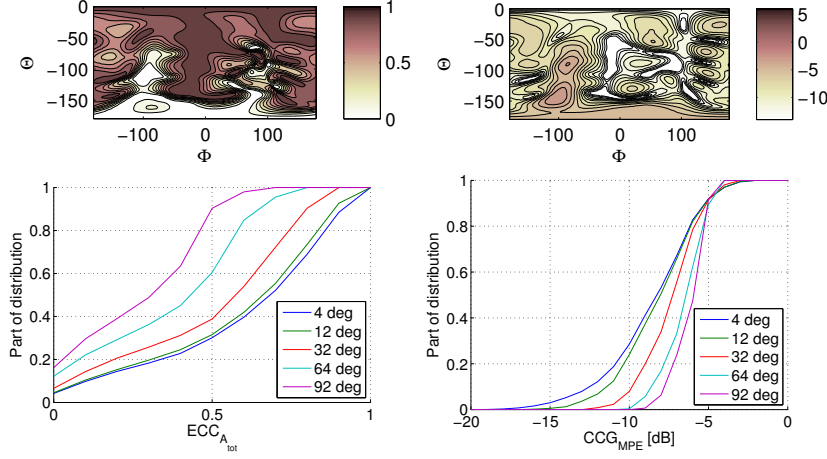 0
−50
−100
−150
Θ
−100
0
100
Φ
1
0.5
0
0
−50
−100
−150
Θ
−100
0
100
Φ
5
0
−5
−10
1
0.8
0.6
0.4
0.2
0
Part of distribution
0
0.5
1
ECC_A_tot
4 deg
12 deg
32 deg
64 deg
92 deg
1
0.8
0.6
0.4
0.2
0
Part of distribution
−20
−15
−10
−5
0
CCG_MPE [dB]
4 deg
12 deg
32 deg
64 deg
92 deg